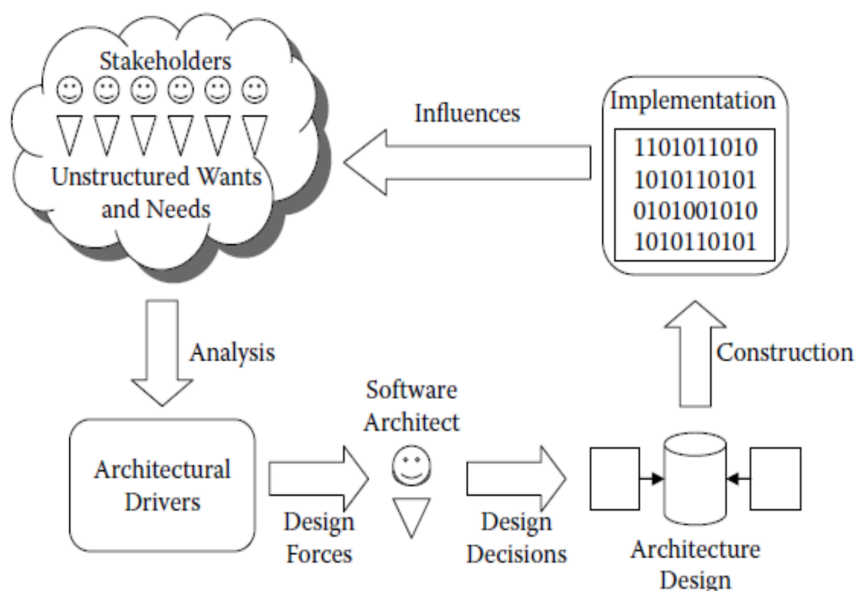 Stakeholders
Unstructured Wants
and Needs
Influences
Implementation
1101011010
1010110101
0101001010
1010110101
Analysis
Construction
Architectural
Drivers
Design
Forces
Software
Architect
Design
Decisions
Architecture
Design